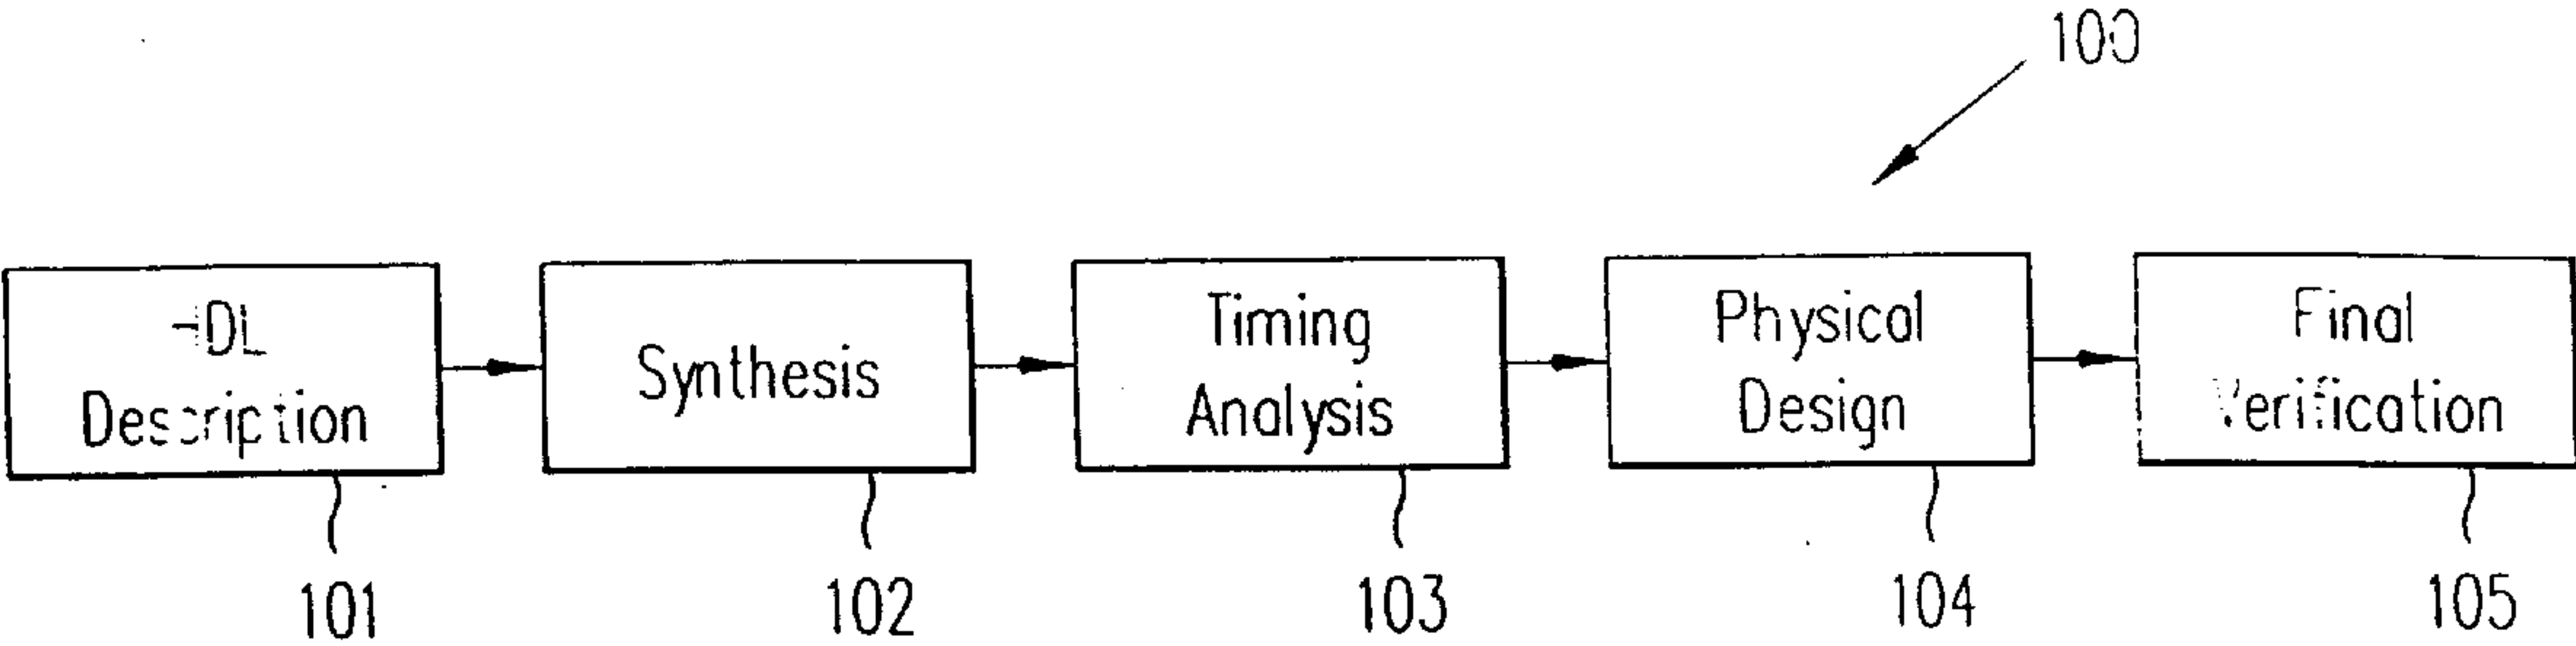 100
HDL
Description
Synthesis
Timing
Analysis
Physical
Design
Final
Verification
101
102
103
104
105